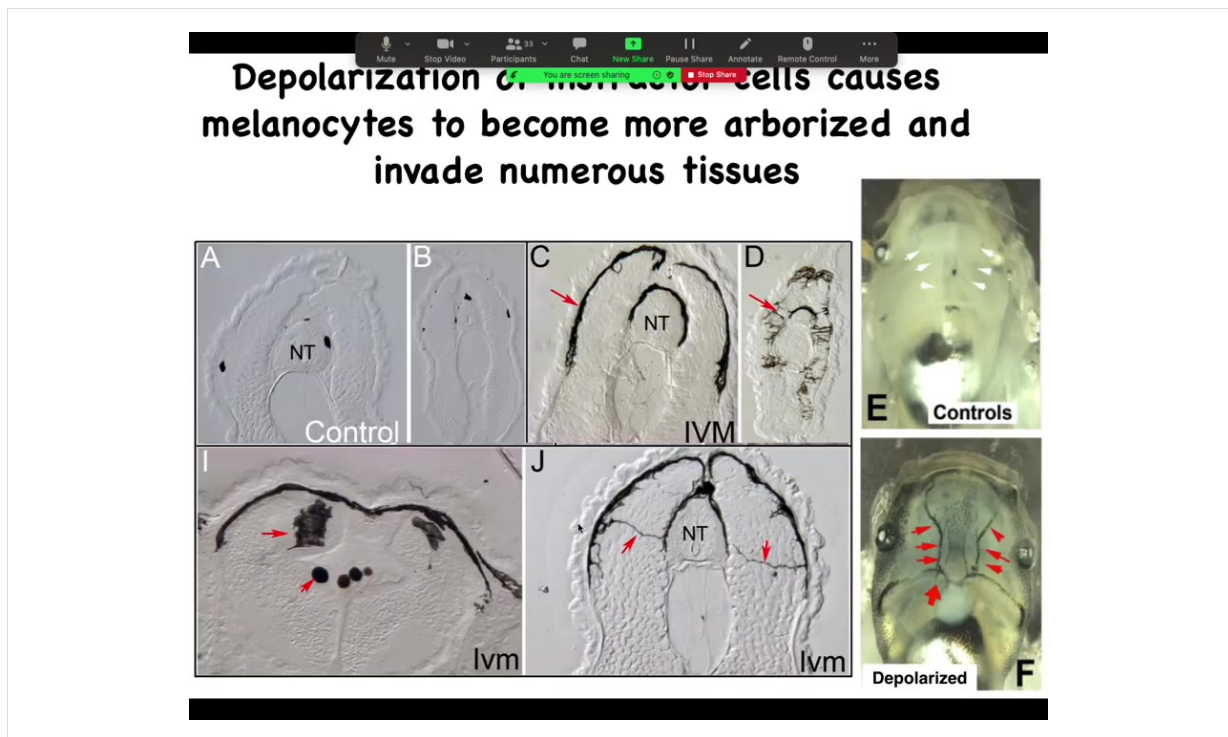 Mute
Stop Video
33
Participants
Chat
New Share
Pause Share
Annotate
Remote Control
More
You are screen sharing
Stop Share
Depolarization of instructor cells causes
melanocytes to become more arborized and
invade numerous tissues
A
B
C
D
NT
NT
Control
IVM
E
Controls
I
J
NT
Ivm
Ivm
Depolarized
F